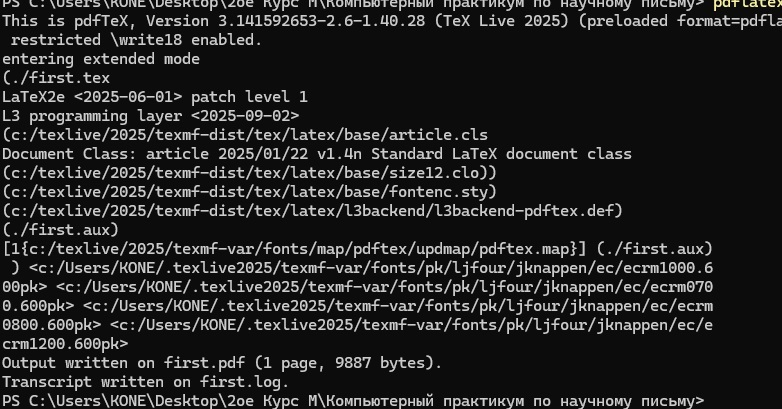 PS C:\Users\KONE\Desktop\2ое Курс М\Компьютерный практикум по научному письму> pdflatex
This is pdfTeX, Version 3.141592653-2.6-1.40.28 (TeX Live 2025) (preloaded format=pdfla
 restricted \write18 enabled.
entering extended mode
(./first.tex
LaTeX2e <2025-06-01> patch level 1
L3 programming layer <2025-09-02>
(c:/texlive/2025/texmf-dist/tex/latex/base/article.cls
Document Class: article 2025/01/22 v1.4n Standard LaTeX document class
(c:/texlive/2025/texmf-dist/tex/latex/base/size12.clo))
(c:/texlive/2025/texmf-dist/tex/latex/base/fontenc.sty)
(c:/texlive/2025/texmf-dist/tex/latex/l3backend/l3backend-pdftex.def)
(./first.aux)
[1{c:/texlive/2025/texmf-var/fonts/map/pdftex/updmap/pdftex.map}] (./first.aux)
 ) <c:/Users/KONE/.texlive2025/texmf-var/fonts/pk/ljfour/jknappen/ec/ecrm1000.6
00pk> <c:/Users/KONE/.texlive2025/texmf-var/fonts/pk/ljfour/jknappen/ec/ecrm070
0.600pk> <c:/Users/KONE/.texlive2025/texmf-var/fonts/pk/ljfour/jknappen/ec/ecrm
0800.600pk> <c:/Users/KONE/.texlive2025/texmf-var/fonts/pk/ljfour/jknappen/ec/e
crm1200.600pk>
Output written on first.pdf (1 page, 9887 bytes).
Transcript written on first.log.
PS C:\Users\KONE\Desktop\2ое Курс М\Компьютерный практикум по научному письму>